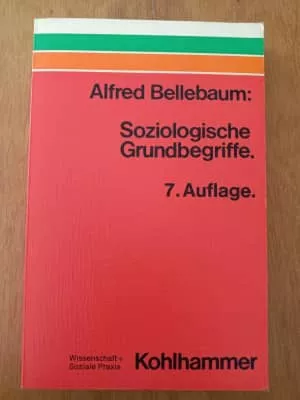 Alfred Bellebaum:
Soziologische
Grundbegriffe.
7. Auflage.
Wissenschaft +
Soziale Praxis
Kohlhammer